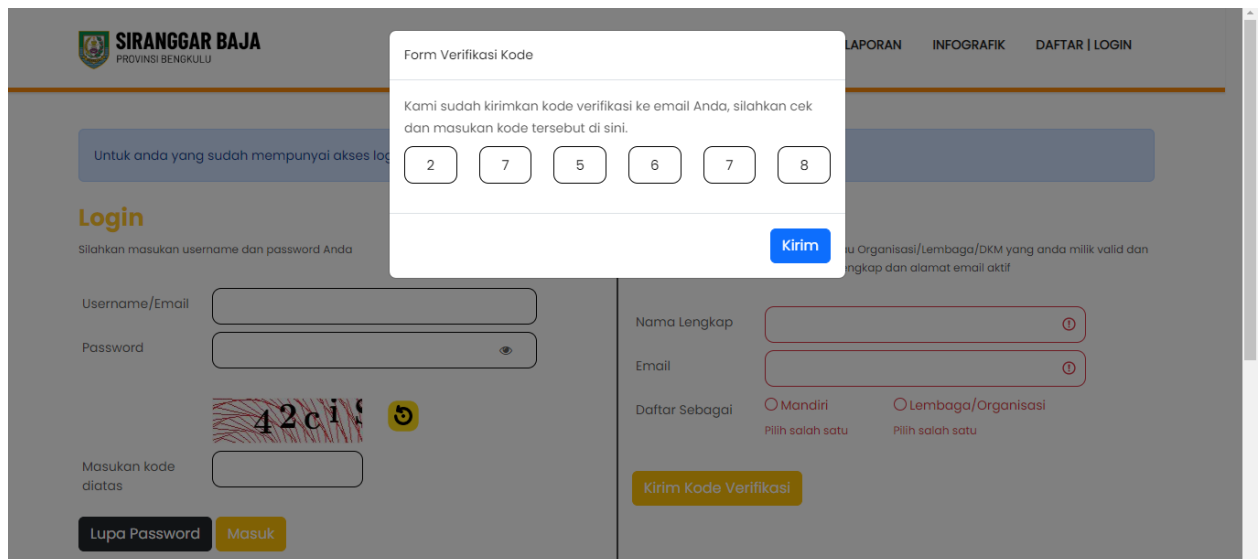 SIRANGGAR BAJA
PROVINSI BENGKULU
LAPORAN
INFOGRAFIK
DAFTAR | LOGIN
Form Verifikasi Kode
Kami sudah kirimkan kode verifikasi ke email Anda, silahkan cek
dan masukan kode tersebut di sini.
2 7 5 6 7 8
Kirim
Untuk anda yang sudah mempunyai akses
Login
Silahkan masukan username dan password Anda
Username/Email
Password
Masukan kode
diatas
Lupa Password
Masuk
Organisasi/Lembaga/DKM yang anda milik valid dan
dan alamat email aktif
Nama Lengkap
Email
Daftar Sebagai
Mandiri
Lembaga/Organisasi
Pilih salah satu
Pilih salah satu
Kirim Kode Verifikasi